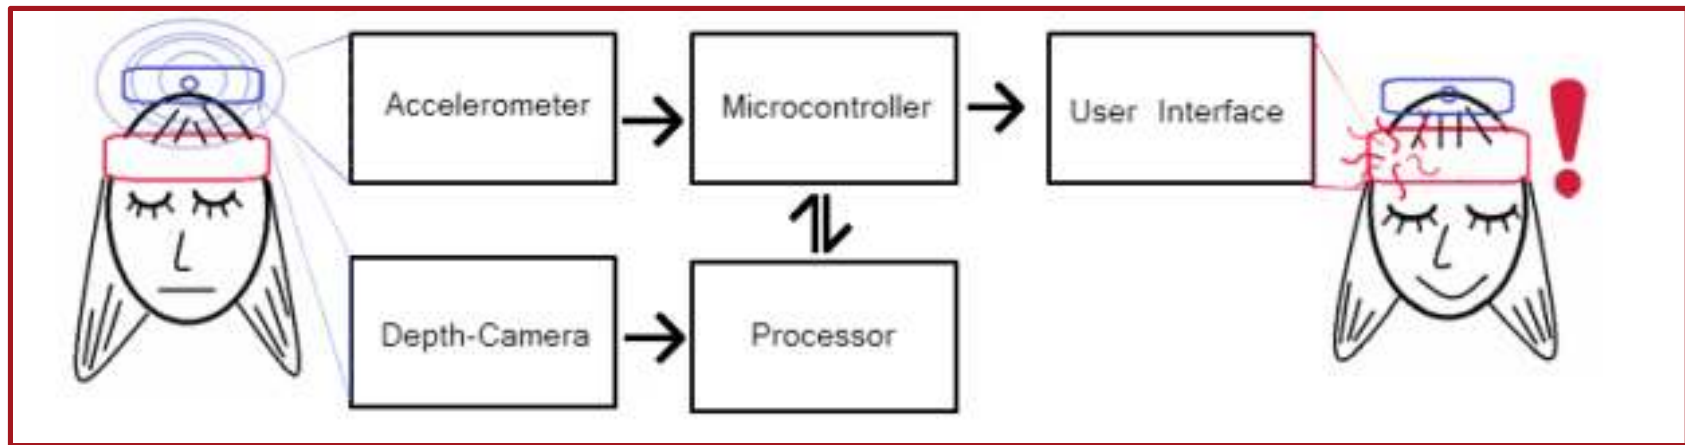 Accelerometer
Microcontroller
User Interface
!
Depth-Camera
Processor